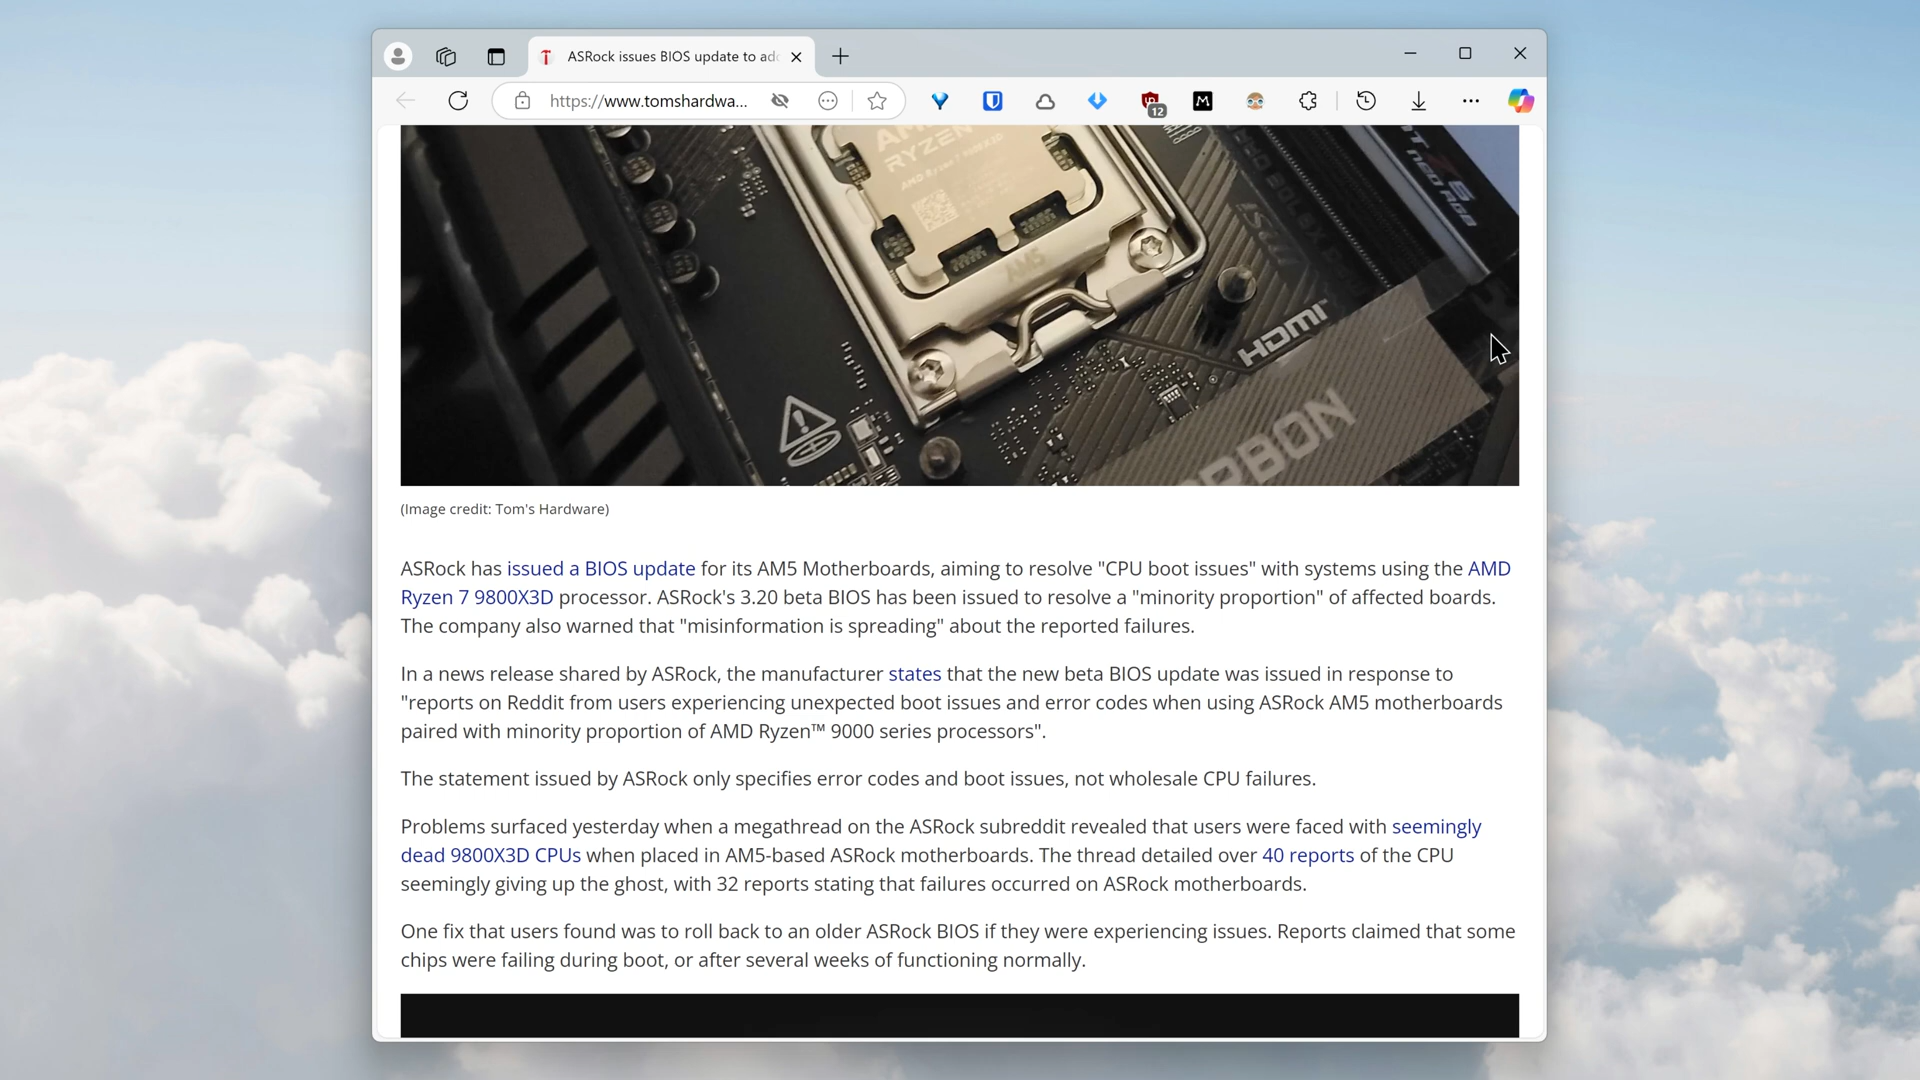 ASRock issues BIOS update to add
https://www.tomshardwa...
12
M
RYZEN
AM5
HDMI
(Image credit: Tom's Hardware)
ASRock has issued a BIOS update for its AM5 Motherboards, aiming to resolve "CPU boot issues" with systems using the AMD
Ryzen 7 9800X3D processor. ASRock's 3.20 beta BIOS has been issued to resolve a "minority proportion" of affected boards.
The company also warned that "misinformation is spreading" about the reported failures.
In a news release shared by ASRock, the manufacturer states that the new beta BIOS update was issued in response to
"reports on Reddit from users experiencing unexpected boot issues and error codes when using ASRock AM5 motherboards
paired with minority proportion of AMD Ryzen™ 9000 series processors".
The statement issued by ASRock only specifies error codes and boot issues, not wholesale CPU failures.
Problems surfaced yesterday when a megathread on the ASRock subreddit revealed that users were faced with seemingly
dead 9800X3D CPUs when placed in AM5-based ASRock motherboards. The thread detailed over 40 reports of the CPU
seemingly giving up the ghost, with 32 reports stating that failures occurred on ASRock motherboards.
One fix that users found was to roll back to an older ASRock BIOS if they were experiencing issues. Reports claimed that some
chips were failing during boot, or after several weeks of functioning normally.